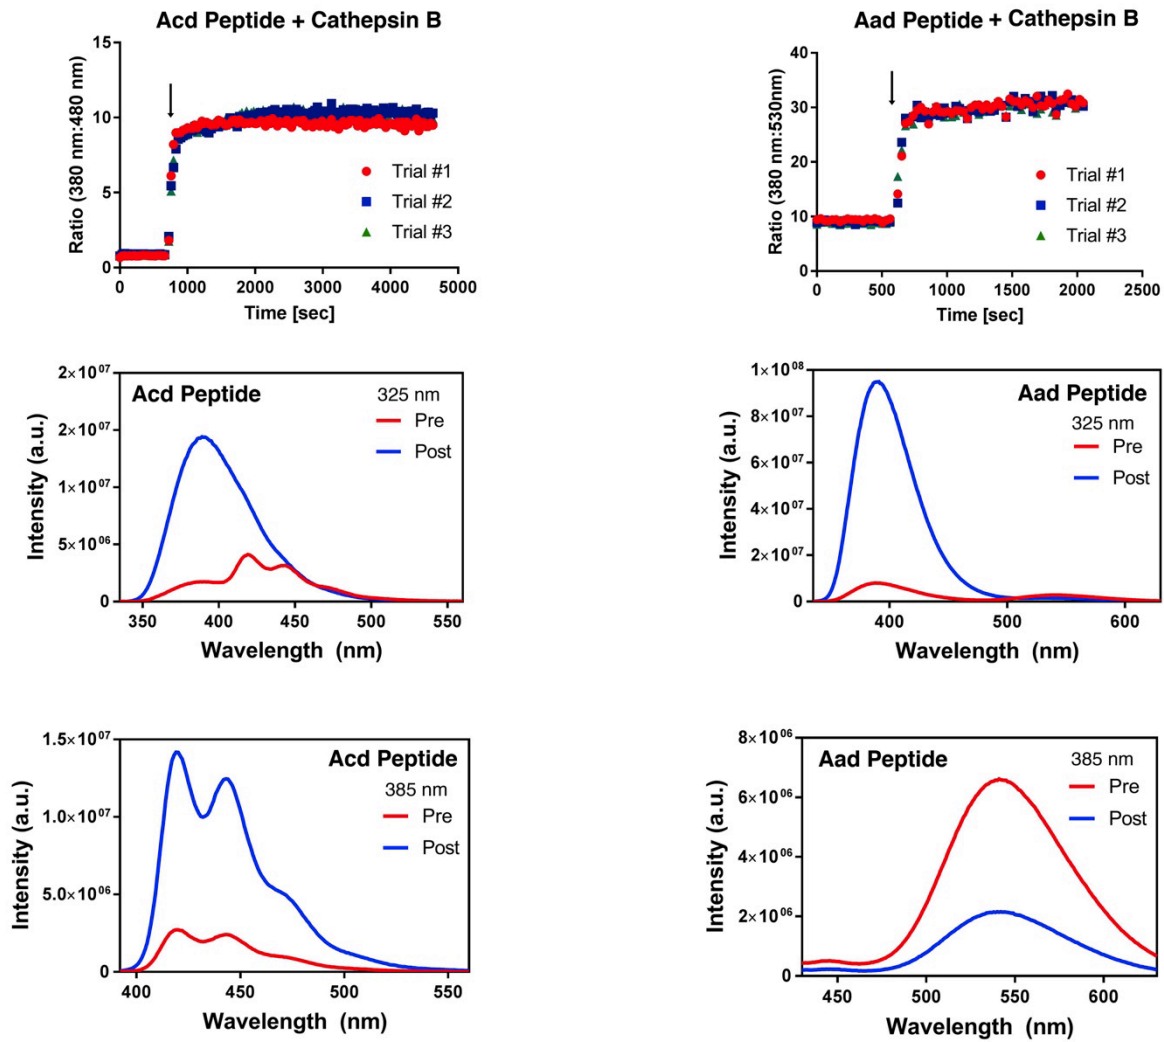 Acd Peptide + Cathepsin B
Ratio (380 nm:480 nm)
15
10
5
0
Trial #1
Trial #2
Trial #3
0 1000 2000 3000 4000 5000
Time [sec]
Aad Peptide + Cathepsin B
Ratio (380 nm:530nm)
40
30
20
10
0
Trial #1
Trial #2
Trial #3
0 500 1000 1500 2000 2500
Time [sec]
Acd Peptide
325 nm
Pre
Post
Intensity (a.u.)
2×10⁰⁷
2×10⁰⁷
1×10⁰⁷
5×10⁰⁶
0
350 400 450 500 550
Wavelength (nm)
Aad Peptide
325 nm
Pre
Post
Intensity (a.u.)
1×10⁰⁸
8×10⁰⁷
6×10⁰⁷
4×10⁰⁷
2×10⁰⁷
0
400 500 600
Wavelength (nm)
Acd Peptide
385 nm
Pre
Post
Intensity (a.u.)
1.5×10⁰⁷
1.0×10⁰⁷
5.0×10⁰⁶
0
400 450 500 550
Wavelength (nm)
Aad Peptide
385 nm
Pre
Post
Intensity (a.u.)
8×10⁰⁶
6×10⁰⁶
4×10⁰⁶
2×10⁰⁶
0
450 500 550 600
Wavelength (nm)